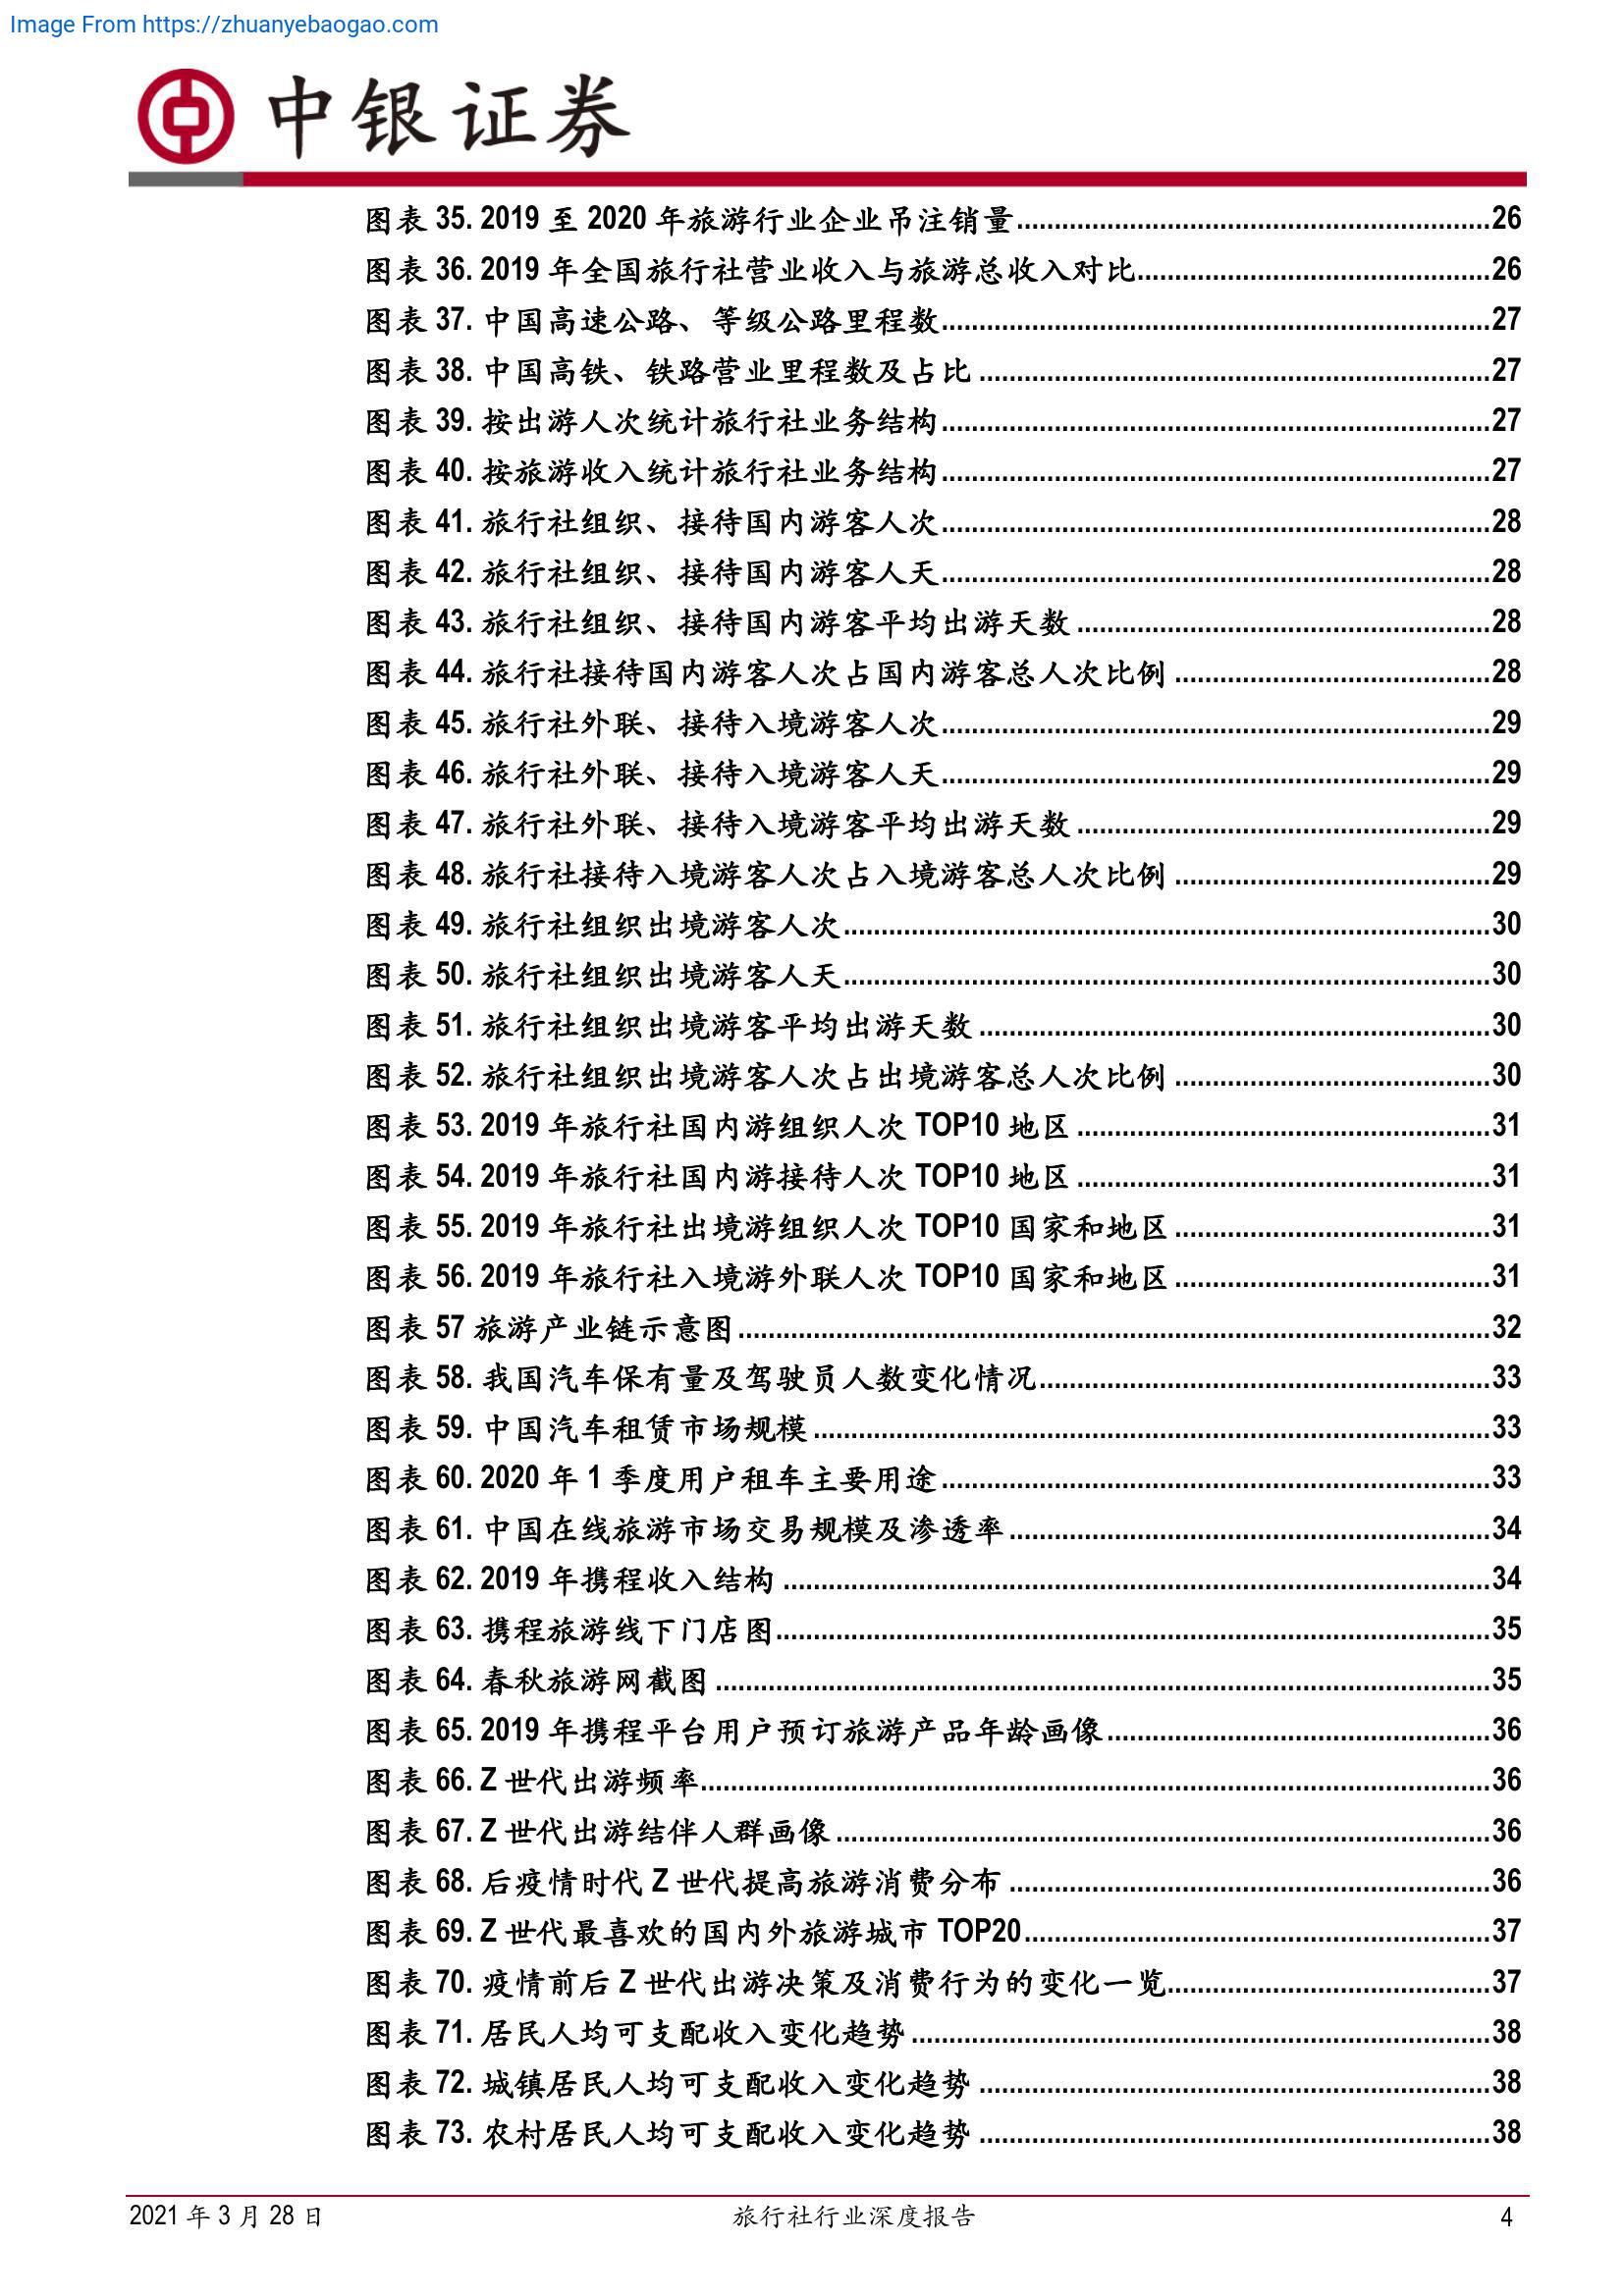 Image From https://zhuanyebaogao.com
中银证券
图表 35. 2019 至 2020 年旅游行业企业吊注销量........26
图表 36. 2019 年全国旅行社营业收入与旅游总收入对比........26
图表 37. 中国高速公路、等级公路里程数........27
图表 38. 中国高铁、铁路营业里程数及占比........27
图表 39. 按出游人次统计旅行社业务结构........27
图表 40. 按旅游收入统计旅行社业务结构........27
图表 41. 旅行社组织、接待国内游客人次........28
图表 42. 旅行社组织、接待国内游客人天........28
图表 43. 旅行社组织、接待国内游客平均出游天数........28
图表 44. 旅行社接待国内游客人次占国内游客总人次比例........28
图表 45. 旅行社外联、接待入境游客人次........29
图表 46. 旅行社外联、接待入境游客人天........29
图表 47. 旅行社外联、接待入境游客平均出游天数........29
图表 48. 旅行社接待入境游客人次占入境游客总人次比例........29
图表 49. 旅行社组织出境游客人次........30
图表 50. 旅行社组织出境游客人天........30
图表 51. 旅行社组织出境游客平均出游天数........30
图表 52. 旅行社组织出境游客人次占出境游客总人次比例........30
图表 53. 2019 年旅行社国内游组织人次 TOP10 地区........31
图表 54. 2019 年旅行社国内游接待人次 TOP10 地区........31
图表 55. 2019 年旅行社出境游组织人次 TOP10 国家和地区........31
图表 56. 2019 年旅行社入境游外联人次 TOP10 国家和地区........31
图表 57 旅游产业链示意图........32
图表 58. 我国汽车保有量及驾驶员人数变化情况........33
图表 59. 中国汽车租赁市场规模........33
图表 60. 2020 年 1 季度用户租车主要用途........33
图表 61. 中国在线旅游市场交易规模及渗透率........34
图表 62. 2019 年携程收入结构........34
图表 63. 携程旅游线下门店图........35
图表 64. 春秋旅游网截图........35
图表 65. 2019 年携程平台用户预订旅游产品年龄画像........36
图表 66. Z 世代出游频率........36
图表 67. Z 世代出游结伴人群画像........36
图表 68. 后疫情时代 Z 世代提高旅游消费分布........36
图表 69. Z 世代最喜欢的国内外旅游城市 TOP20........37
图表 70. 疫情前后 Z 世代出游决策及消费行为的变化一览........37
图表 71. 居民人均可支配收入变化趋势........38
图表 72. 城镇居民人均可支配收入变化趋势........38
图表 73. 农村居民人均可支配收入变化趋势........38
2021 年 3 月 28 日 旅行社行业深度报告 4